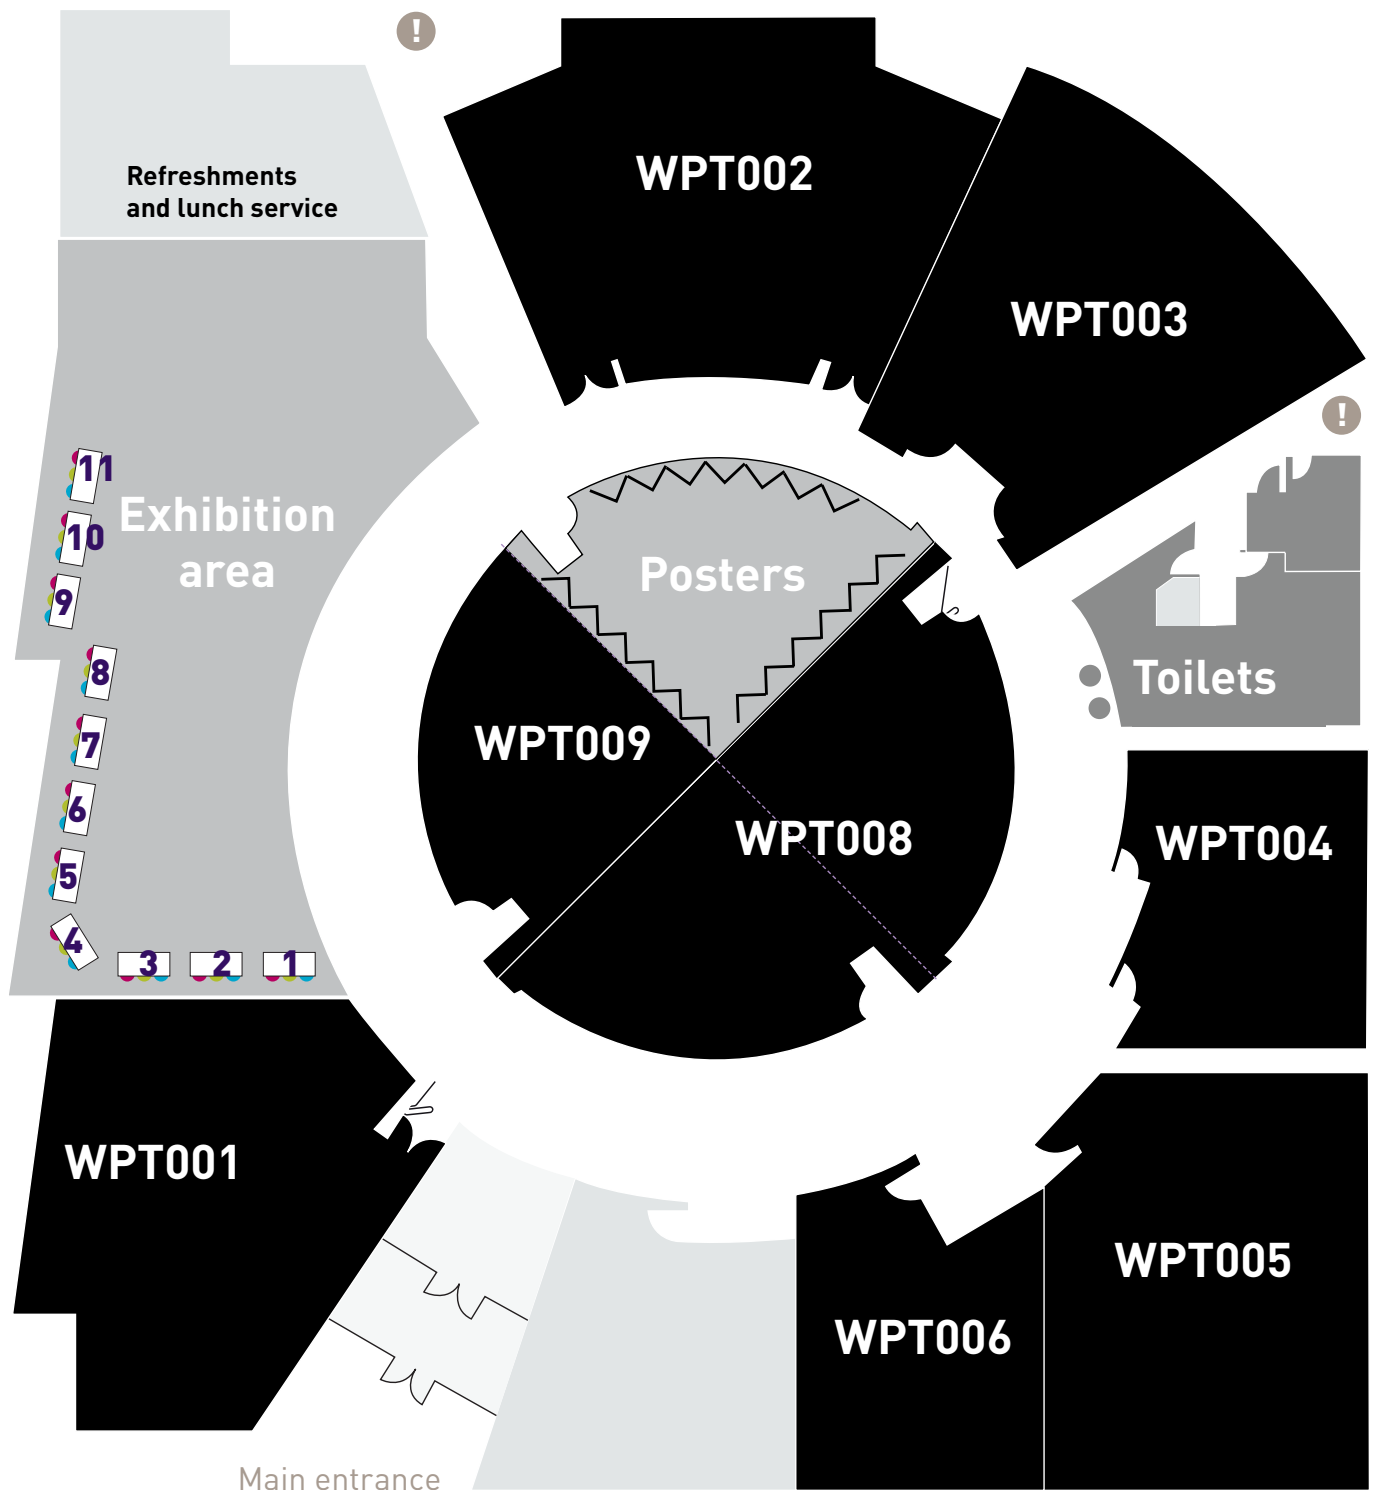 !
WPT002
Refreshments
and lunch service
WPT003
!
11
Exhibition
area
10
9
Posters
8
Toilets
7
WPT009
6
WPT008
WPT004
5
4
3
2
1
WPT001
WPT005
WPT006
Main entrance